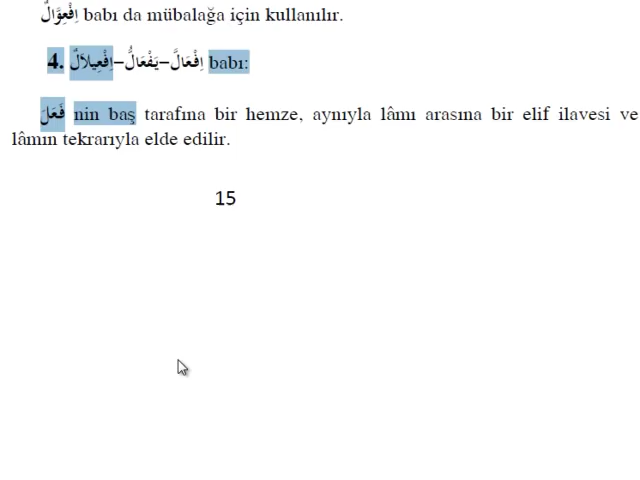 اِفْعِوَّالٌ babı da mübalağa için kullanılır.
4. اِفْعَالَّ–يَفْعَالُّ–اِفْعِيلاَلٌ babı:
فَعَلَ nin baş tarafına bir hemze, aynıyla lâmı arasına bir elif ilavesi ve
lâmın tekrarıyla elde edilir.
15